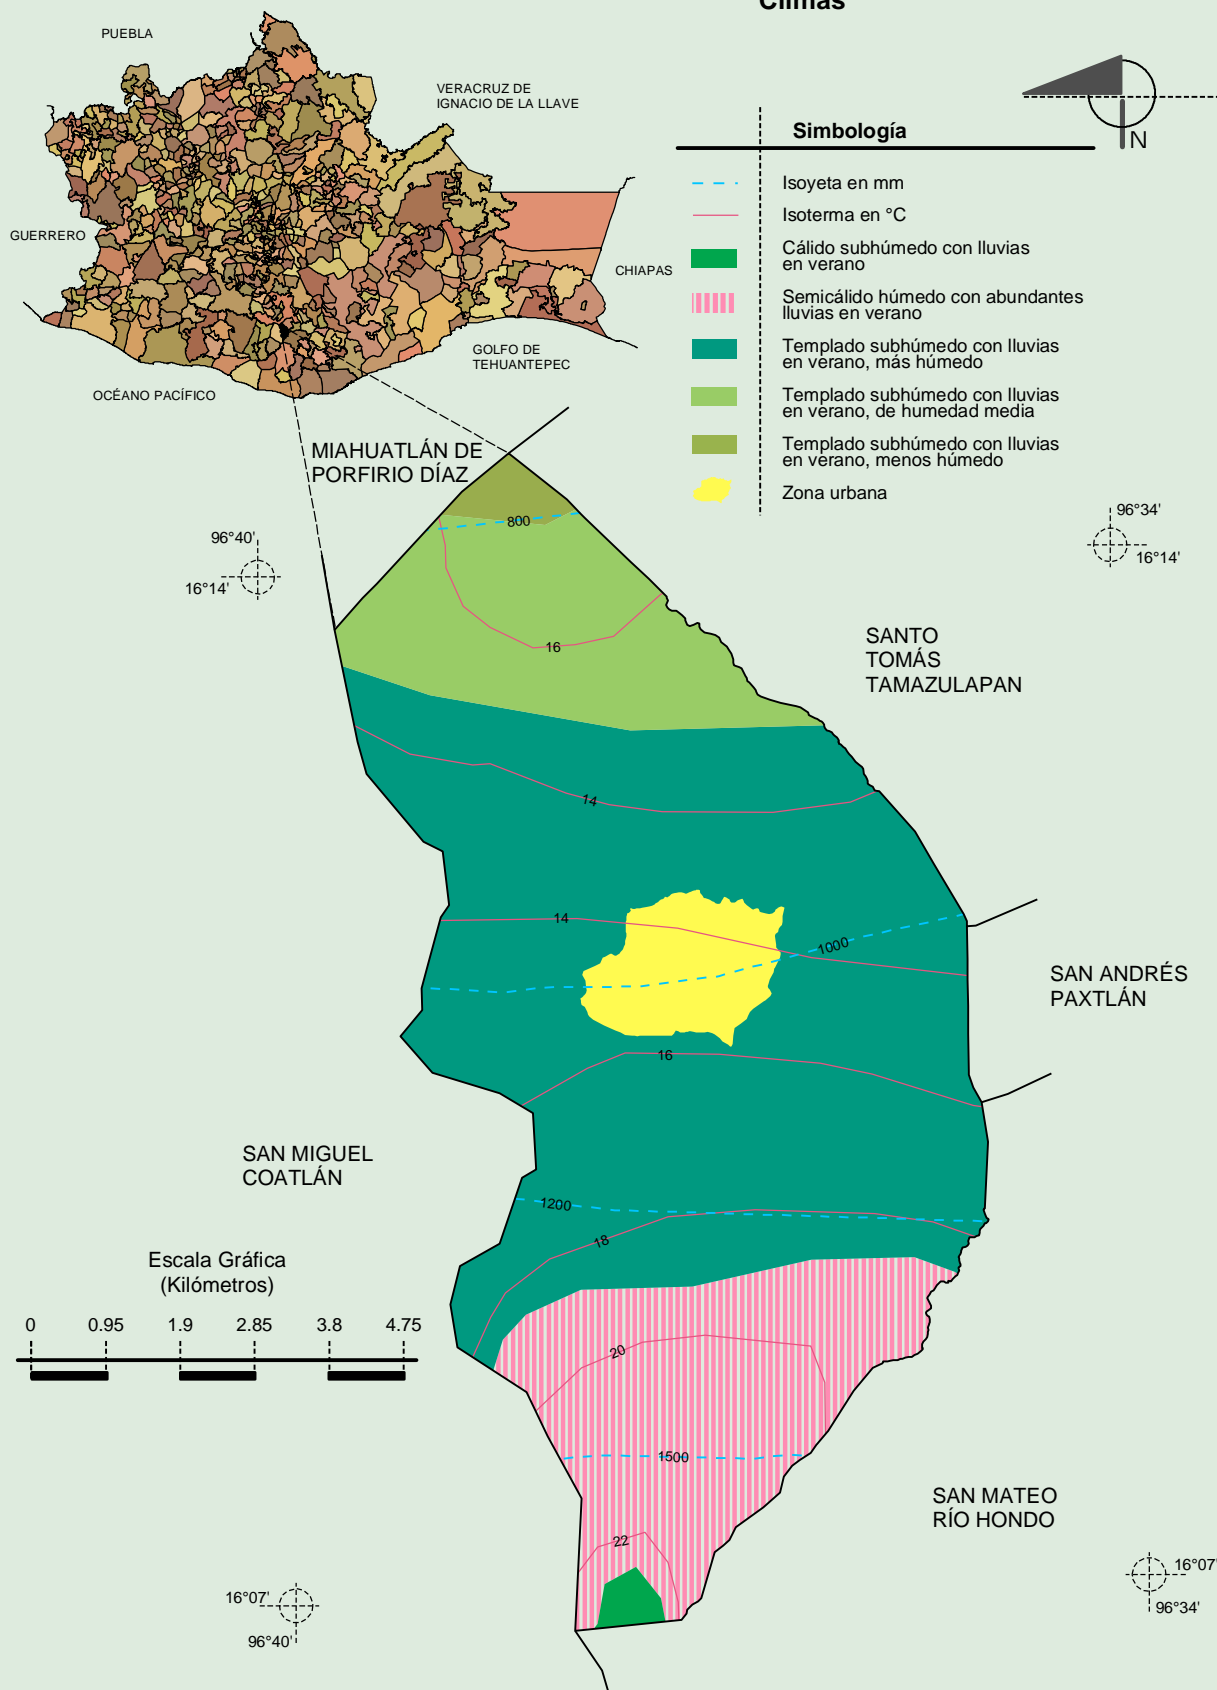 Climas
PUEBLA
VERACRUZ DE
IGNACIO DE LA LLAVE
GUERRERO
CHIAPAS
GOLFO DE
TEHUANTEPEC
OCÉANO PACÍFICO
N
Simbología
Isoyeta en mm
Isoterma en °C
Cálido subhúmedo con lluvias
en verano
Semicálido húmedo con abundantes
lluvias en verano
Templado subhúmedo con lluvias
en verano, más húmedo
Templado subhúmedo con lluvias
en verano, de humedad media
Templado subhúmedo con lluvias
en verano, menos húmedo
Zona urbana
MIAHUATLÁN DE
PORFIRIO DÍAZ
96°40'
16°14'
96°34'
16°14'
800
16
SANTO
TOMÁS
TAMAZULAPAN
14
14
1000
SAN ANDRÉS
PAXTLÁN
16
SAN MIGUEL
COATLÁN
1200
18
Escala Gráfica
(Kilómetros)
0 0.95 1.9 2.85 3.8 4.75
20
1500
SAN MATEO
RÍO HONDO
22
16°07'
96°40'
16°07'
96°34'